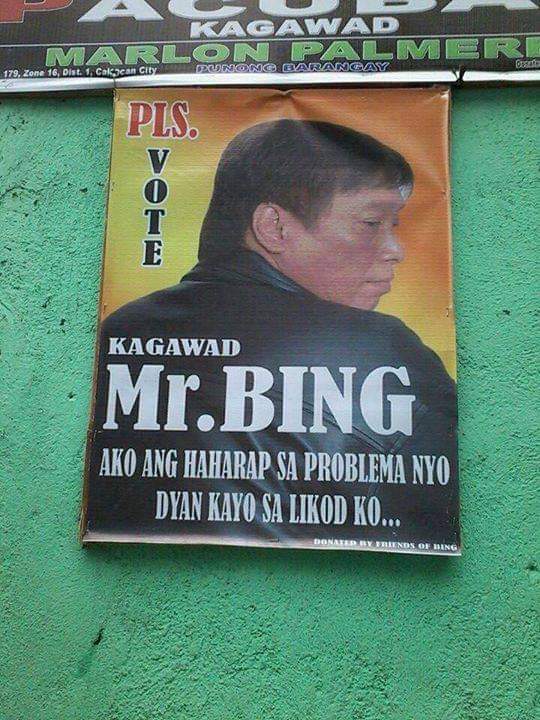 KAGAWAD
MARLON PALMER
179, Zone 16, Dist. 1, Caloocan City
PUNONG BARANGAY
PLS.
VOTE
KAGAWAD
Mr.BING
AKO ANG HAHARAP SA PROBLEMA NYO
DYAN KAYO SA LIKOD KO...
DONATED BY FRIENDS OF BING